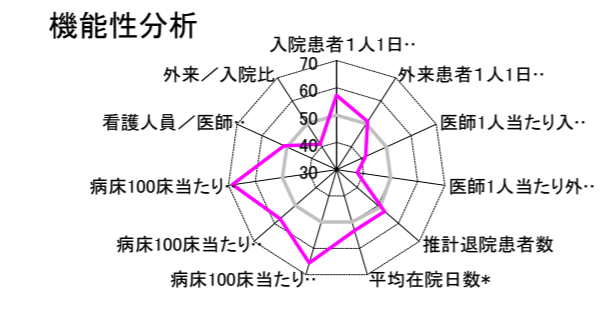 機能性分析
入院患者１人１日‥
外来患者１人１日‥
医師１人当たり入‥
医師１人当たり外‥
推計退院患者数
平均在院日数*
病床100床当たり‥
病床100床当たり‥
病床100床当たり‥
看護人員／医師‥
外来／入院比
70
60
50
40
30